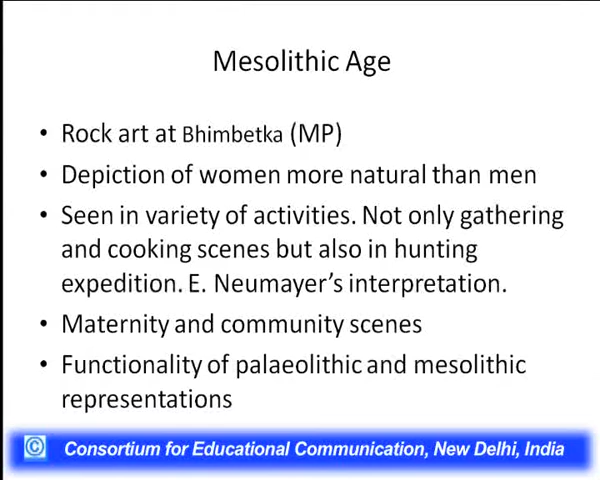 Mesolithic Age
• Rock art at Bhimbetka (MP)
• Depiction of women more natural than men
• Seen in variety of activities. Not only gathering
and cooking scenes but also in hunting
expedition. E. Neumayer's interpretation.
• Maternity and community scenes
• Functionality of palaeolithic and mesolithic
representations
© Consortium for Educational Communication, New Delhi, India